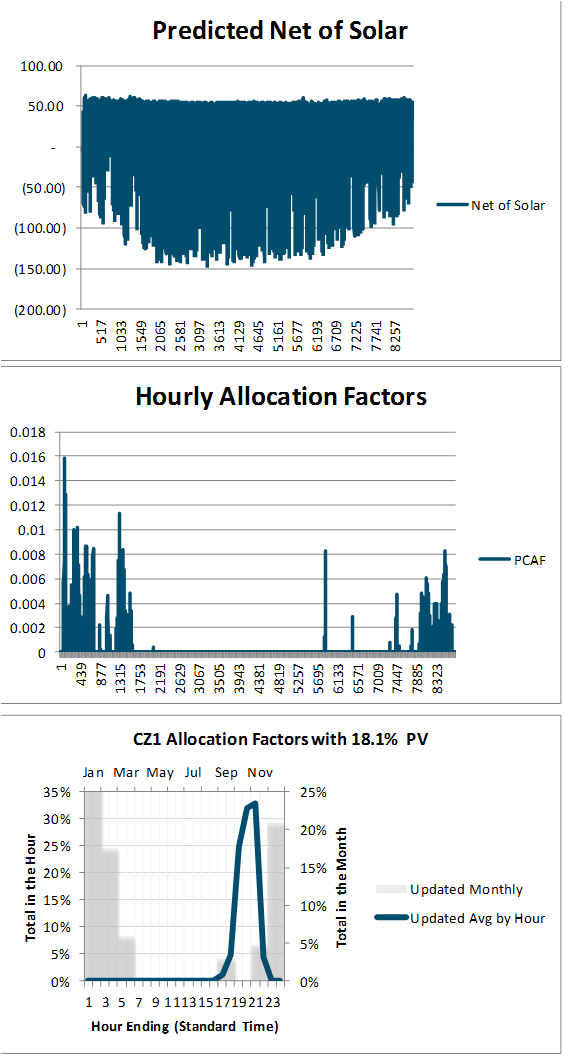 Predicted Net of Solar
100.00
50.00
-
(50.00)
(100.00)
(150.00)
(200.00)
Net of Solar
1 517 1033 1549 2065 2581 3097 3613 4129 4645 5161 5677 6193 6709 7225 7741 8257
Hourly Allocation Factors
0.018
0.016
0.014
0.012
0.01
0.008
0.006
0.004
0.002
0
PCAF
1 439 877 1315 1753 2191 2629 3067 3505 3943 4381 4819 5257 5695 6133 6571 7009 7447 7885 8323
CZ1 Allocation Factors with 18.1% PV
Jan Mar May Jul Sep Nov
35% 25%
30%
20%
25%
20% 15%
15%
10%
10%
5% 5%
0% 0%
Total in the Hour
Total in the Month
Updated Monthly
Updated Avg by Hour
1 3 5 7 9 11 13 15 17 19 21 23
Hour Ending (Standard Time)